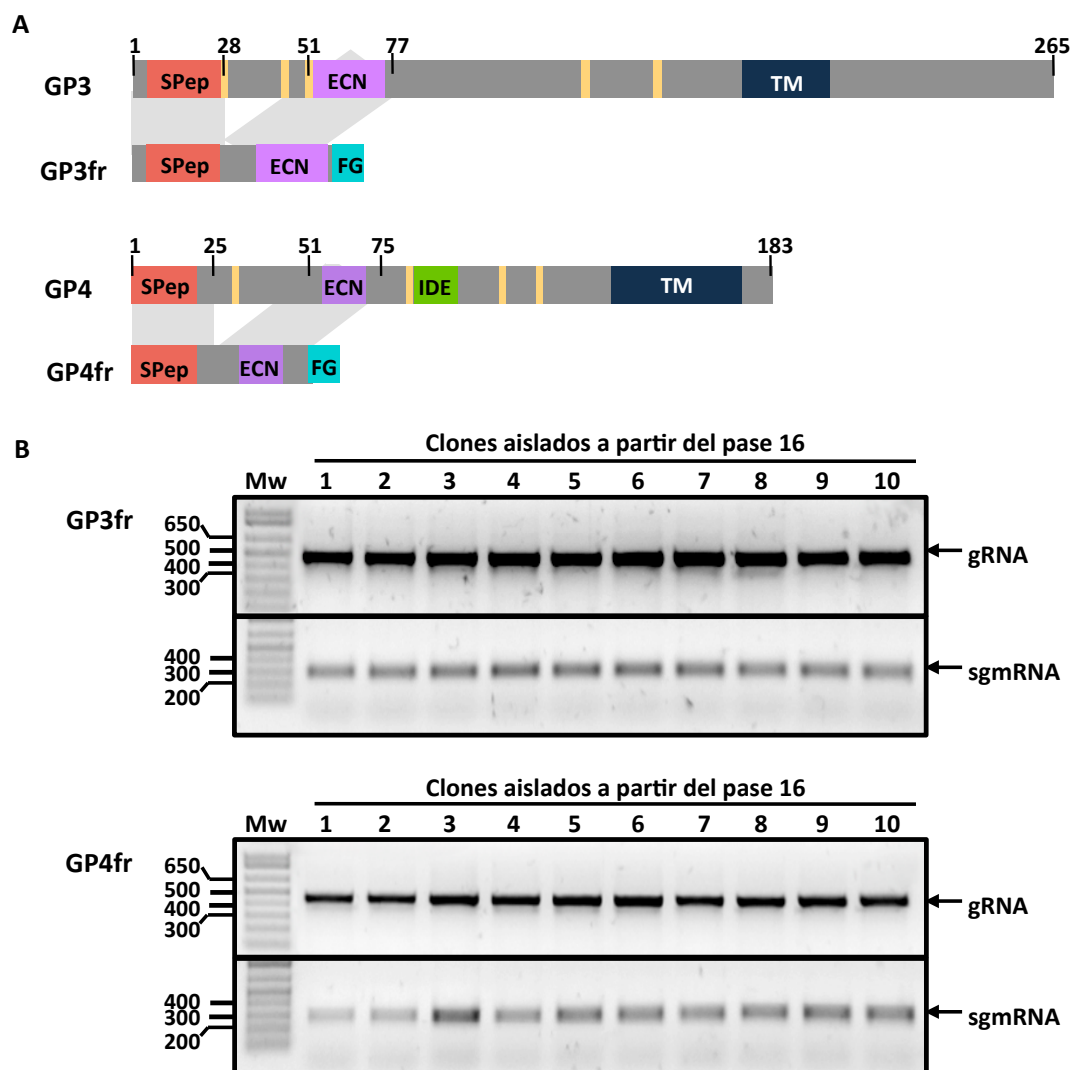 A
1 28 51 77 265
GP3 SPep ECN TM
GP3fr SPep ECN FG
1 25 51 75 183
GP4 SPep ECN IDE TM
GP4fr SPep ECN FG
B
Clones aislados a partir del pase 16
Mw 1 2 3 4 5 6 7 8 9 10
GP3fr
650
500
400
300
gRNA
400
300
200
sgmRNA
Clones aislados a partir del pase 16
Mw 1 2 3 4 5 6 7 8 9 10
GP4fr
650
500
400
300
gRNA
400
300
200
sgmRNA